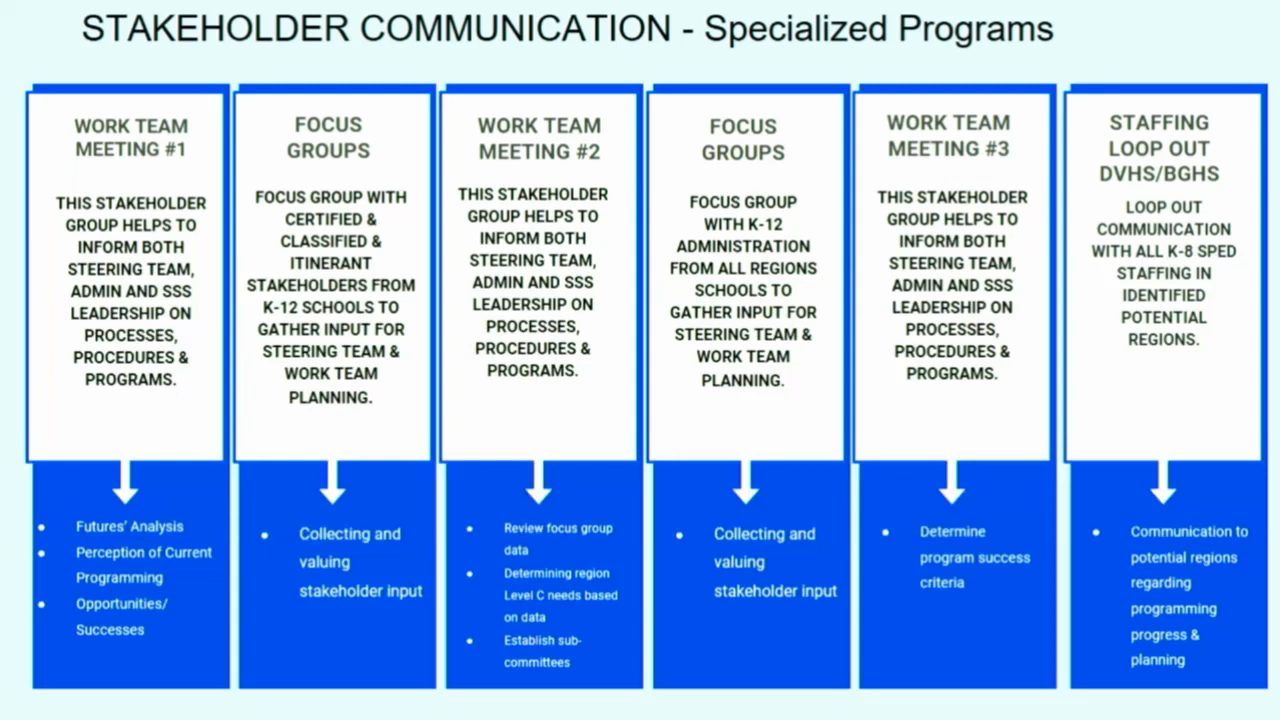 STAKEHOLDER COMMUNICATION - Specialized Programs
WORK TEAM
MEETING #1
THIS STAKEHOLDER
GROUP HELPS TO
INFORM BOTH
STEERING TEAM,
ADMIN AND SSS
LEADERSHIP ON
PROCESSES,
PROCEDURES &
PROGRAMS.
• Futures' Analysis
• Perception of Current
Programming
• Opportunities/
Successes
FOCUS
GROUPS
FOCUS GROUP WITH
CERTIFIED &
CLASSIFIED &
ITINERANT
STAKEHOLDERS FROM
K-12 SCHOOLS TO
GATHER INPUT FOR
STEERING TEAM &
WORK TEAM
PLANNING.
• Collecting and
valuing
stakeholder input
WORK TEAM
MEETING #2
THIS STAKEHOLDER
GROUP HELPS TO
INFORM BOTH
STEERING TEAM,
ADMIN AND SSS
LEADERSHIP ON
PROCESSES,
PROCEDURES &
PROGRAMS.
• Review focus group
data
• Determining region
Level C needs based
on data
• Establish sub-
committees
FOCUS
GROUPS
FOCUS GROUP
WITH K-12
ADMINISTRATION
FROM ALL REGIONS
SCHOOLS TO
GATHER INPUT FOR
STEERING TEAM &
WORK TEAM
PLANNING.
• Collecting and
valuing
stakeholder input
WORK TEAM
MEETING #3
THIS STAKEHOLDER
GROUP HELPS TO
INFORM BOTH
STEERING TEAM,
ADMIN AND SSS
LEADERSHIP ON
PROCESSES,
PROCEDURES &
PROGRAMS.
• Determine
program success
criteria
STAFFING
LOOP OUT
DVHS/BGHS
LOOP OUT
COMMUNICATION
WITH ALL K-8 SPED
STAFFING IN
IDENTIFIED
POTENTIAL
REGIONS.
• Communication to
potential regions
regarding
programming
progress &
planning